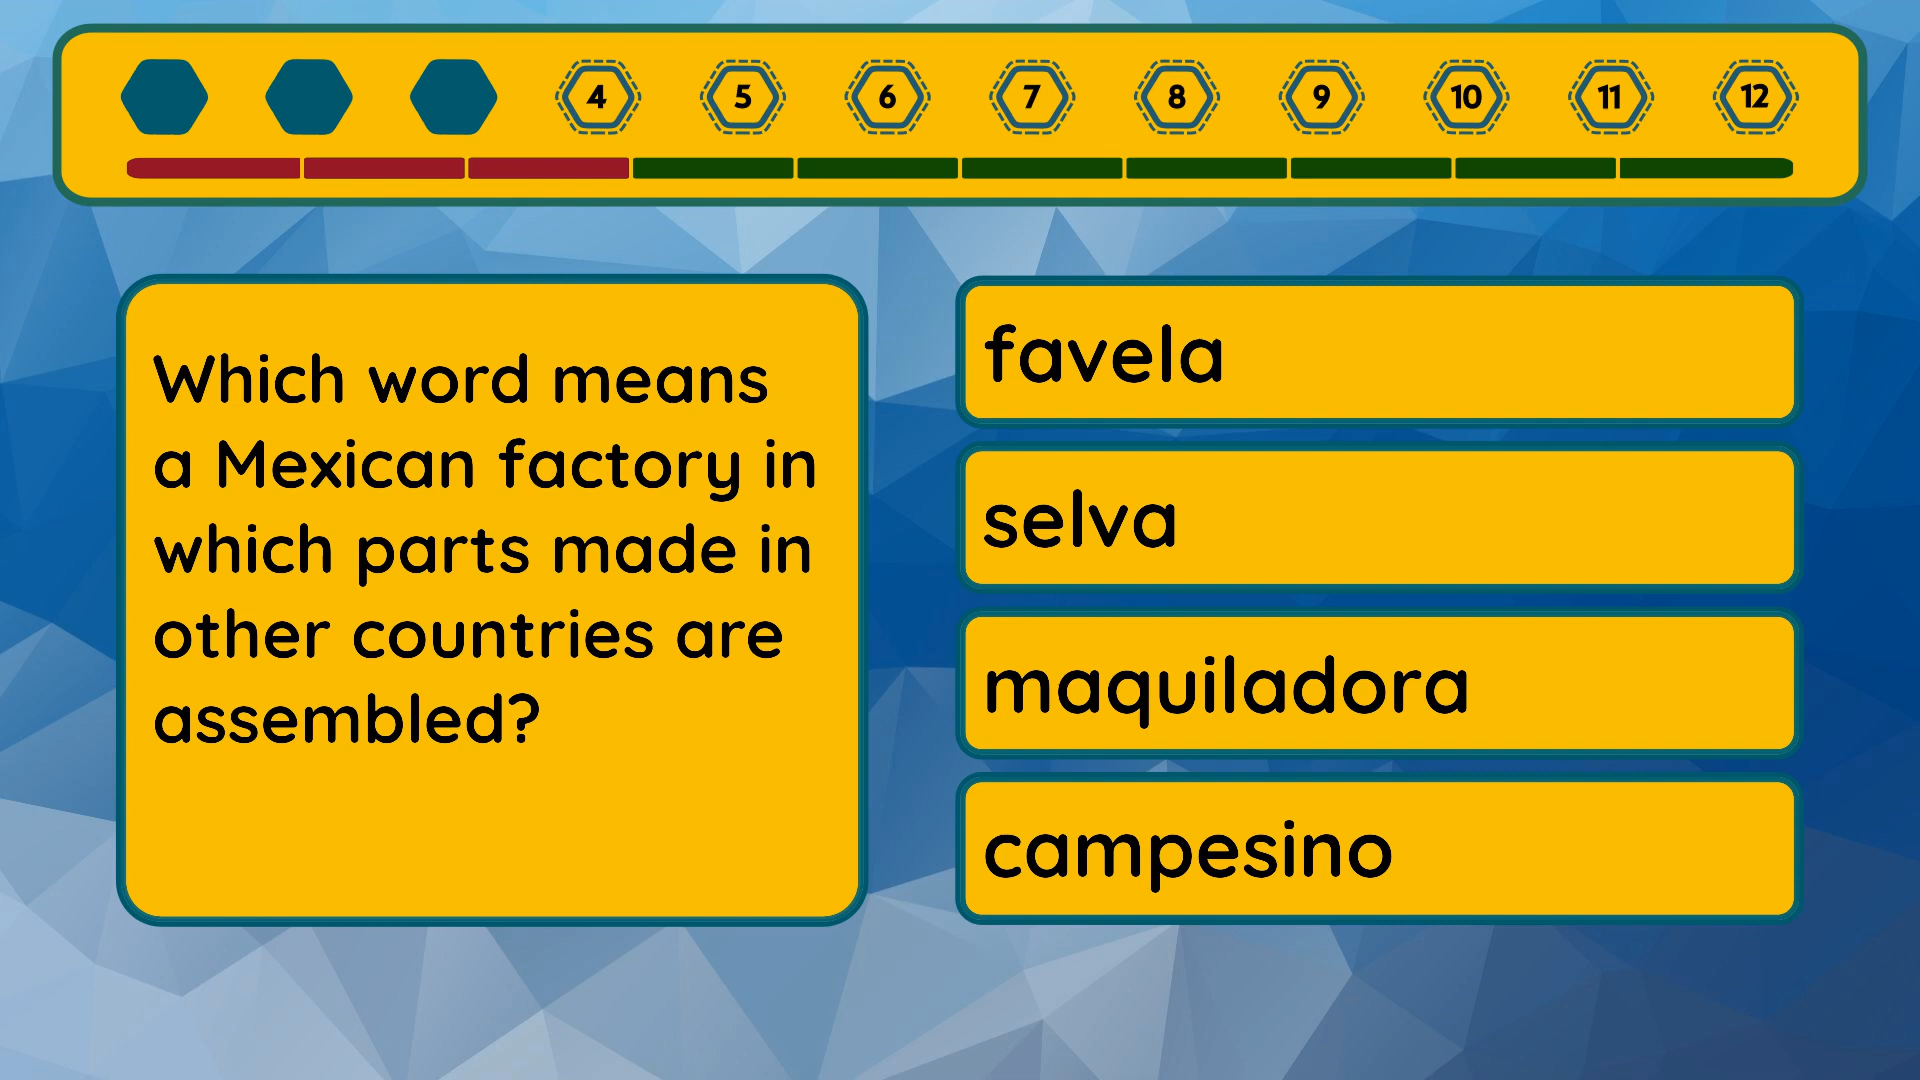 4 5 6 7 8 9 10 11 12
Which word means
a Mexican factory in
which parts made in
other countries are
assembled?
favela
selva
maquiladora
campesino